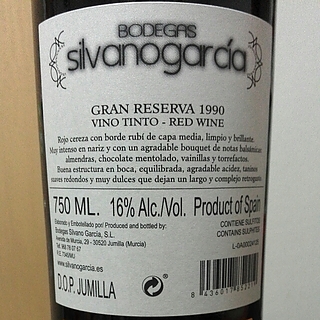 BODEGAS
silvanogarcía
GRAN RESERVA 1990
VINO TINTO - RED WINE
Rojo cereza con borde rubí de capa media, limpio y brillante.
Muy intenso en nariz y con un agradable bouquet de notas balsámicas,
almendras, chocolate mentolado, vainillas y torrefactos.
Buena estructura en boca, equilibrada, agradable acidez, taninos
suaves redondos y muy dulces que dejan un largo y complejo retrogusto.
750 ML. 16% Alc./Vol. Product of Spain
Elaborado y Embotellado por/ Produced and bottled by:
Bodegas Silvano García, S.L.
Avenida de Murcia, 29 - 30520 Jumilla (Murcia)
www.silvanogarcia.es
CONTIENE SULFITOS
CONTAINS SULPHITES
D.O.P. JUMILLA